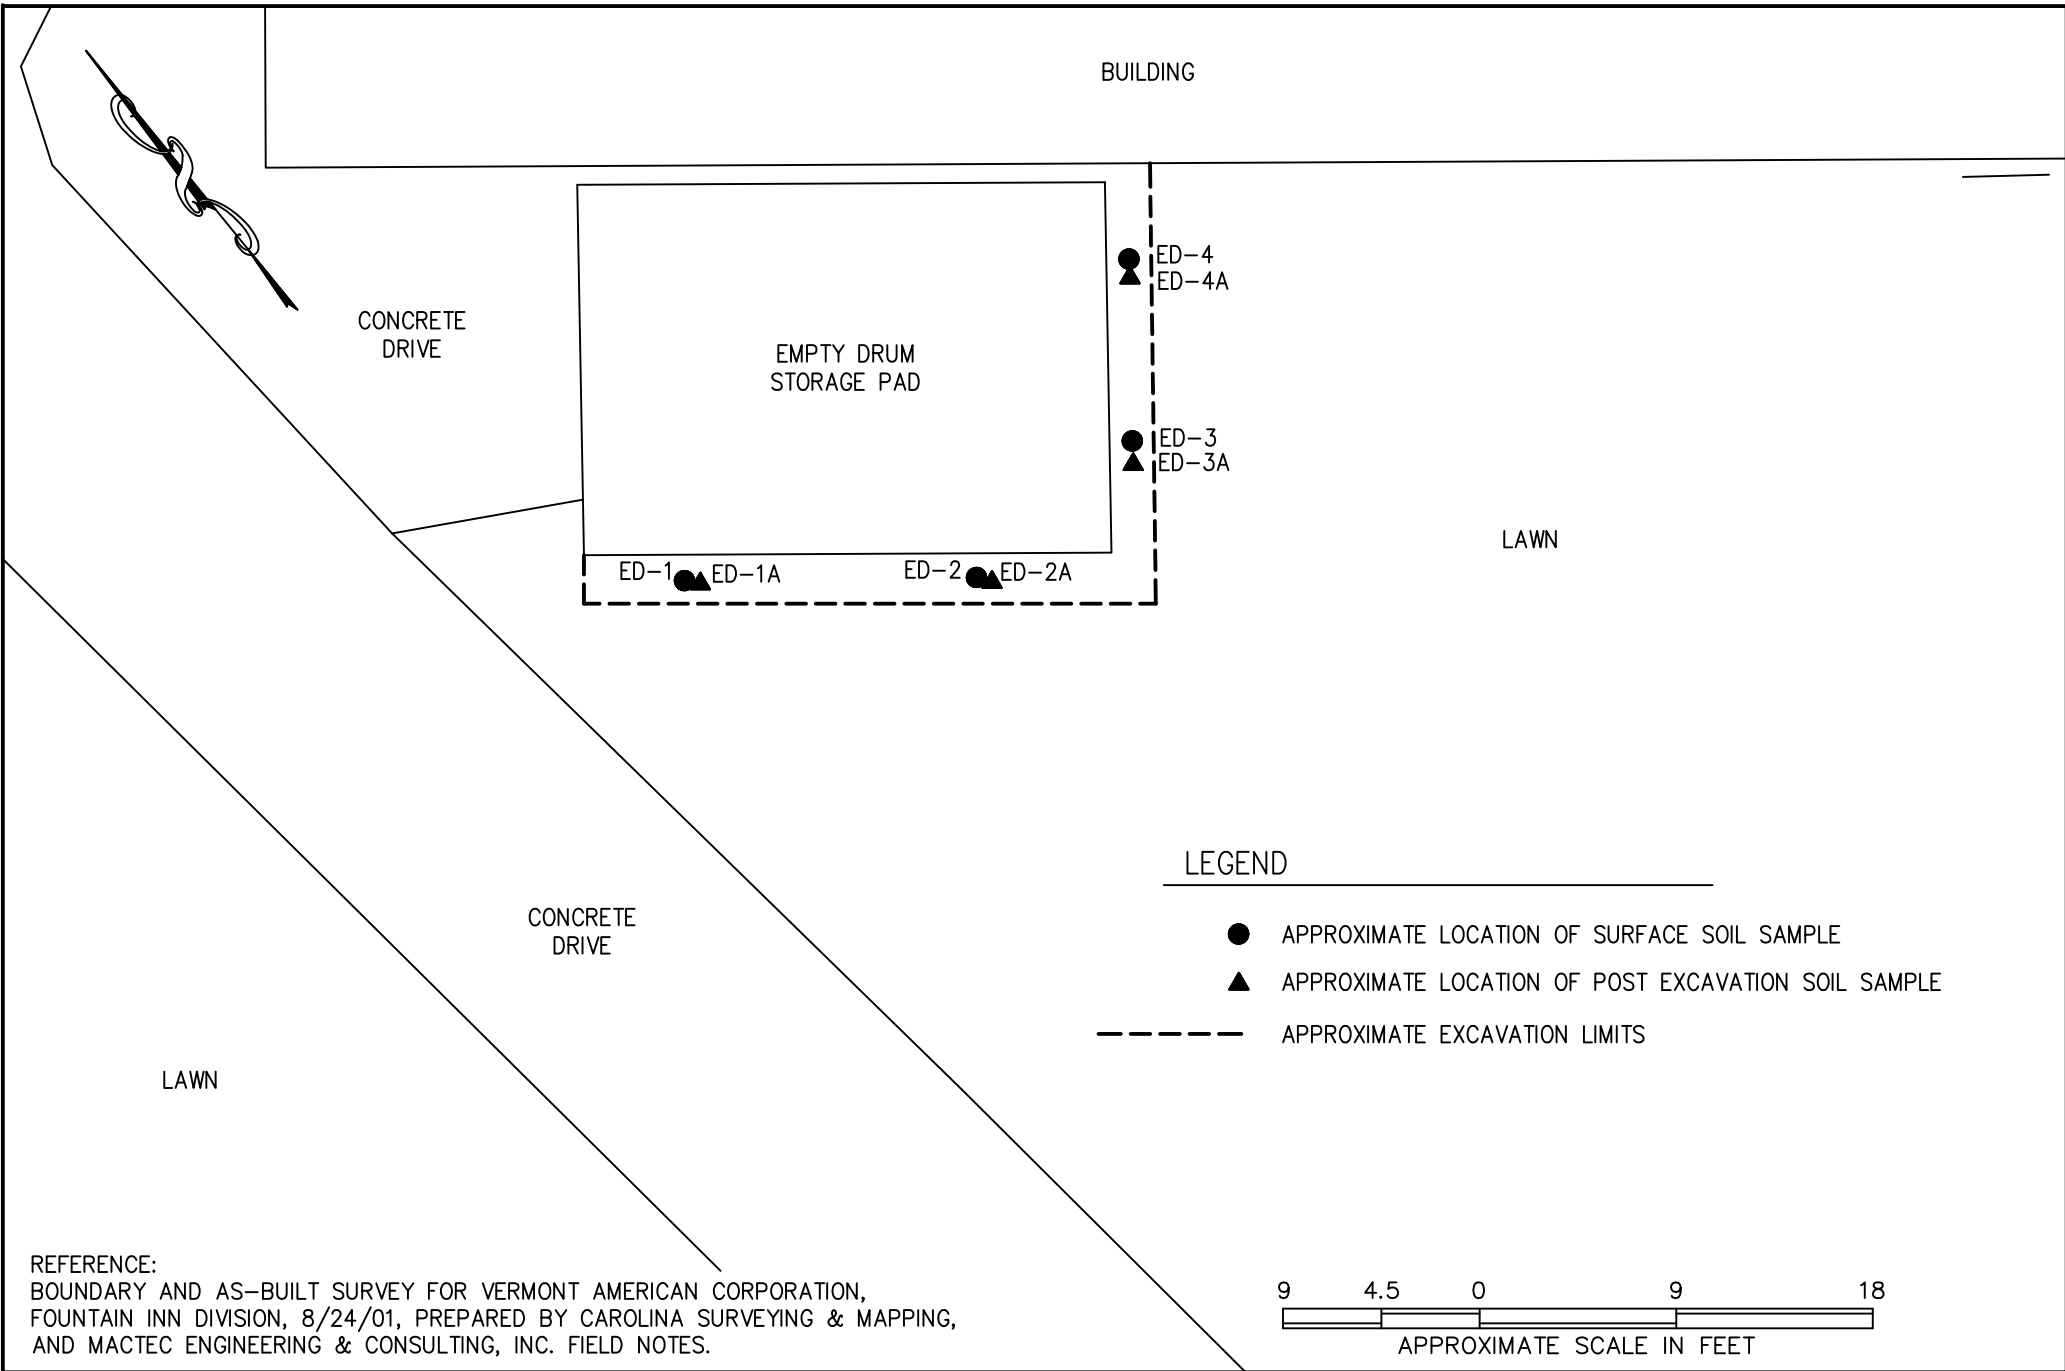 BUILDING
ED-4
ED-4A
CONCRETE
DRIVE
EMPTY DRUM
STORAGE PAD
ED-3
ED-3A
LAWN
ED-1 ED-1A ED-2 ED-2A
LEGEND
CONCRETE
DRIVE
APPROXIMATE LOCATION OF SURFACE SOIL SAMPLE
APPROXIMATE LOCATION OF POST EXCAVATION SOIL SAMPLE
APPROXIMATE EXCAVATION LIMITS
LAWN
REFERENCE:
BOUNDARY AND AS-BUILT SURVEY FOR VERMONT AMERICAN CORPORATION,
FOUNTAIN INN DIVISION, 8/24/01, PREPARED BY CAROLINA SURVEYING & MAPPING,
AND MACTEC ENGINEERING & CONSULTING, INC. FIELD NOTES.
9 4.5 0 9 18
APPROXIMATE SCALE IN FEET